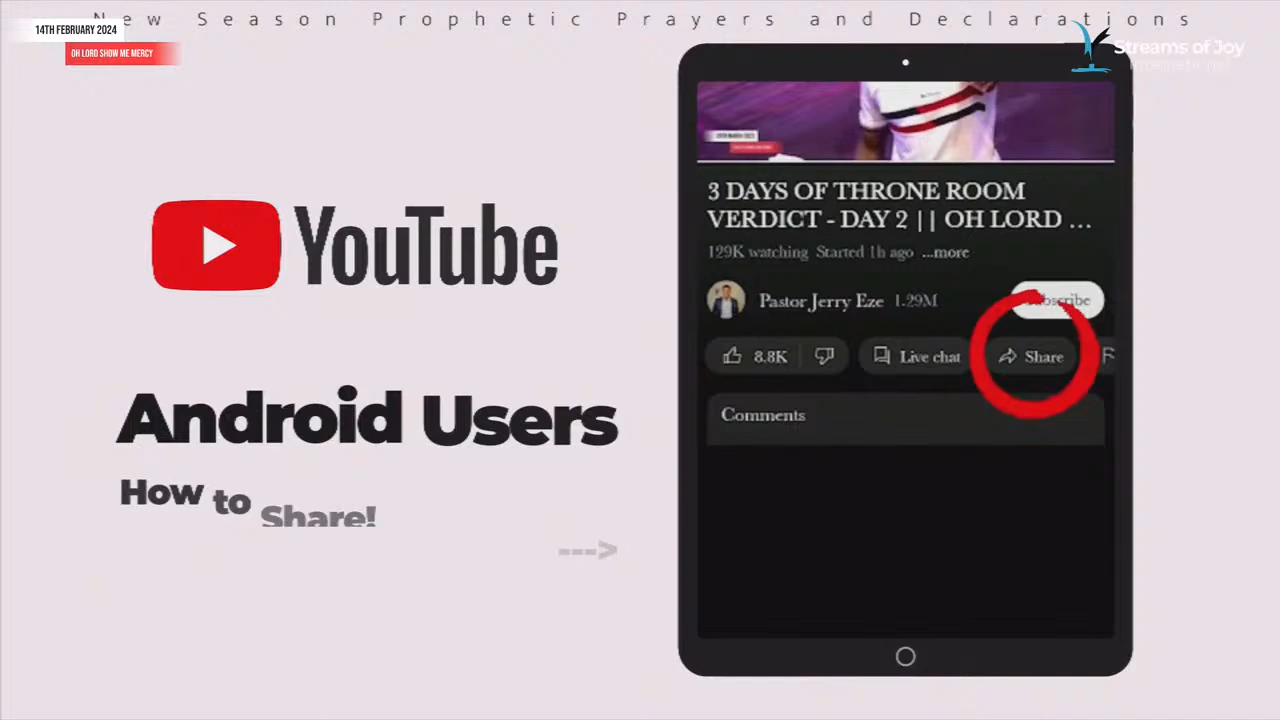 New Season Prophetic Prayers and Declarations
14TH FEBRUARY 2024
OH LORD SHOW ME MERCY
Streams of Joy
International
YouTube
Android Users
How to Share!
--->
3 DAYS OF THRONE ROOM
VERDICT - DAY 2 || OH LORD ...
129K watching Started 1h ago ...more
Pastor Jerry Eze 1.29M
Subscribe
8.8K
Live chat
Share
Comments